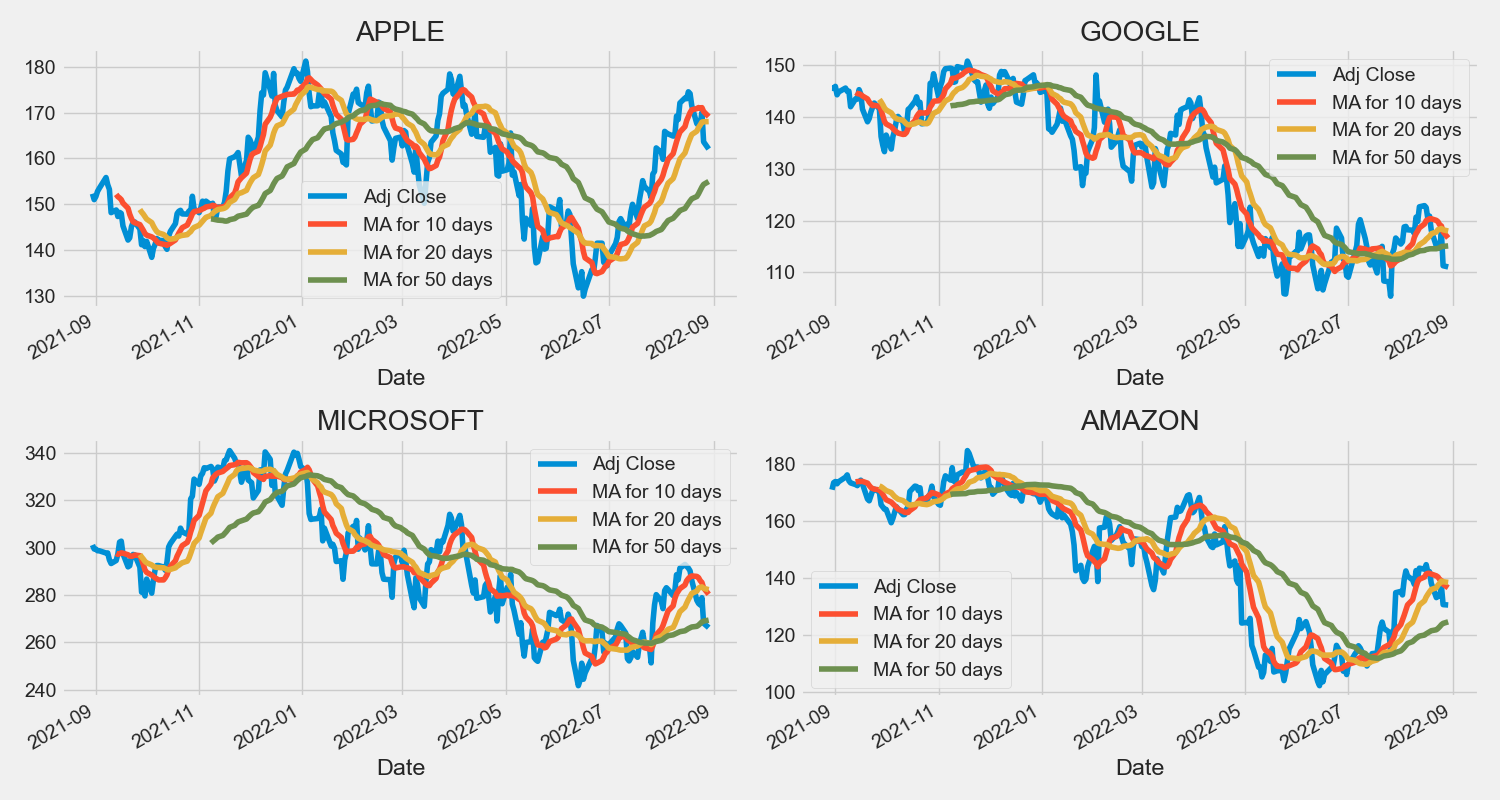 APPLE
180
170
160
150
140
130
Adj Close
MA for 10 days
MA for 20 days
MA for 50 days
2021-09
2021-11
2022-01
2022-03
2022-05
2022-07
2022-09
Date
GOOGLE
150
140
130
120
110
Adj Close
MA for 10 days
MA for 20 days
MA for 50 days
2021-09
2021-11
2022-01
2022-03
2022-05
2022-07
2022-09
Date
MICROSOFT
340
320
300
280
260
240
Adj Close
MA for 10 days
MA for 20 days
MA for 50 days
2021-09
2021-11
2022-01
2022-03
2022-05
2022-07
2022-09
Date
AMAZON
180
160
140
120
100
Adj Close
MA for 10 days
MA for 20 days
MA for 50 days
2021-09
2021-11
2022-01
2022-03
2022-05
2022-07
2022-09
Date